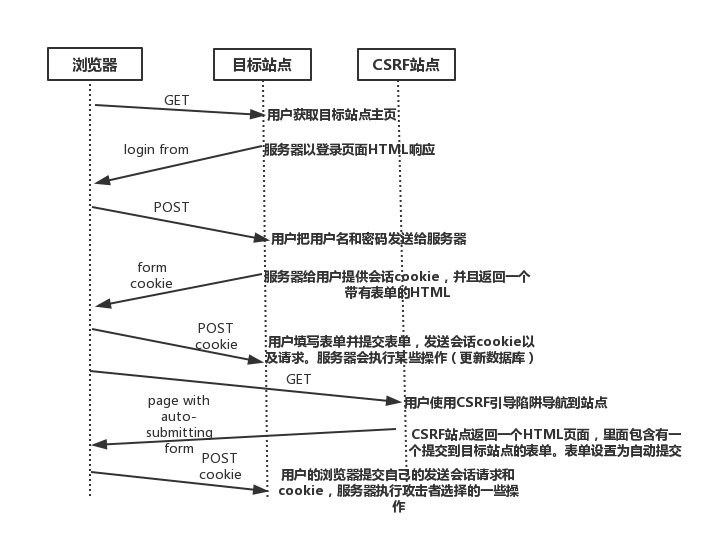 浏览器
目标站点
CSRF站点
GET
用户获取目标站点主页
login from
服务器以登录页面HTML响应
POST
用户把用户名和密码发送给服务器
form
cookie
服务器给用户提供会话cookie，并且返回一个
带有表单的HTML
POST
cookie
用户填写表单并提交表单，发送会话cookie以
及请求。服务器会执行某些操作（更新数据库）
GET
用户使用CSRF引导陷阱导航到站点
page with
auto-
submitting
form
CSRF站点返回一个HTML页面，里面包含有一
个提交到目标站点的表单。表单设置为自动提交
POST
cookie
用户的浏览器提交自己的发送会话请求和
cookie，服务器执行攻击者选择的一些操
作